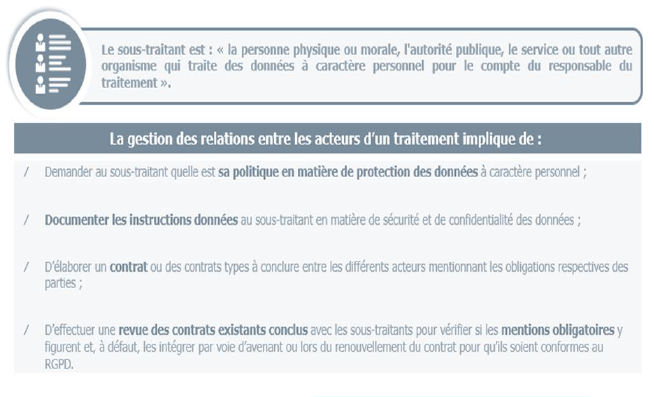 Le sous-traitant est : « la personne physique ou morale, l'autorité publique, le service ou tout autre
organisme qui traite des données à caractère personnel pour le compte du responsable du
traitement ».
La gestion des relations entre les acteurs d'un traitement implique de :
/ Demander au sous-traitant quelle est sa politique en matière de protection des données à caractère personnel ;
/ Documenter les instructions données au sous-traitant en matière de sécurité et de confidentialité des données ;
/ D'élaborer un contrat ou des contrats types à conclure entre les différents acteurs mentionnant les obligations respectives des
parties ;
/ D'effectuer une revue des contrats existants conclus avec les sous-traitants pour vérifier si les mentions obligatoires y
figurent et, à défaut, les intégrer par voie d'avenant ou lors du renouvellement du contrat pour qu'ils soient conformes au
RGPD.